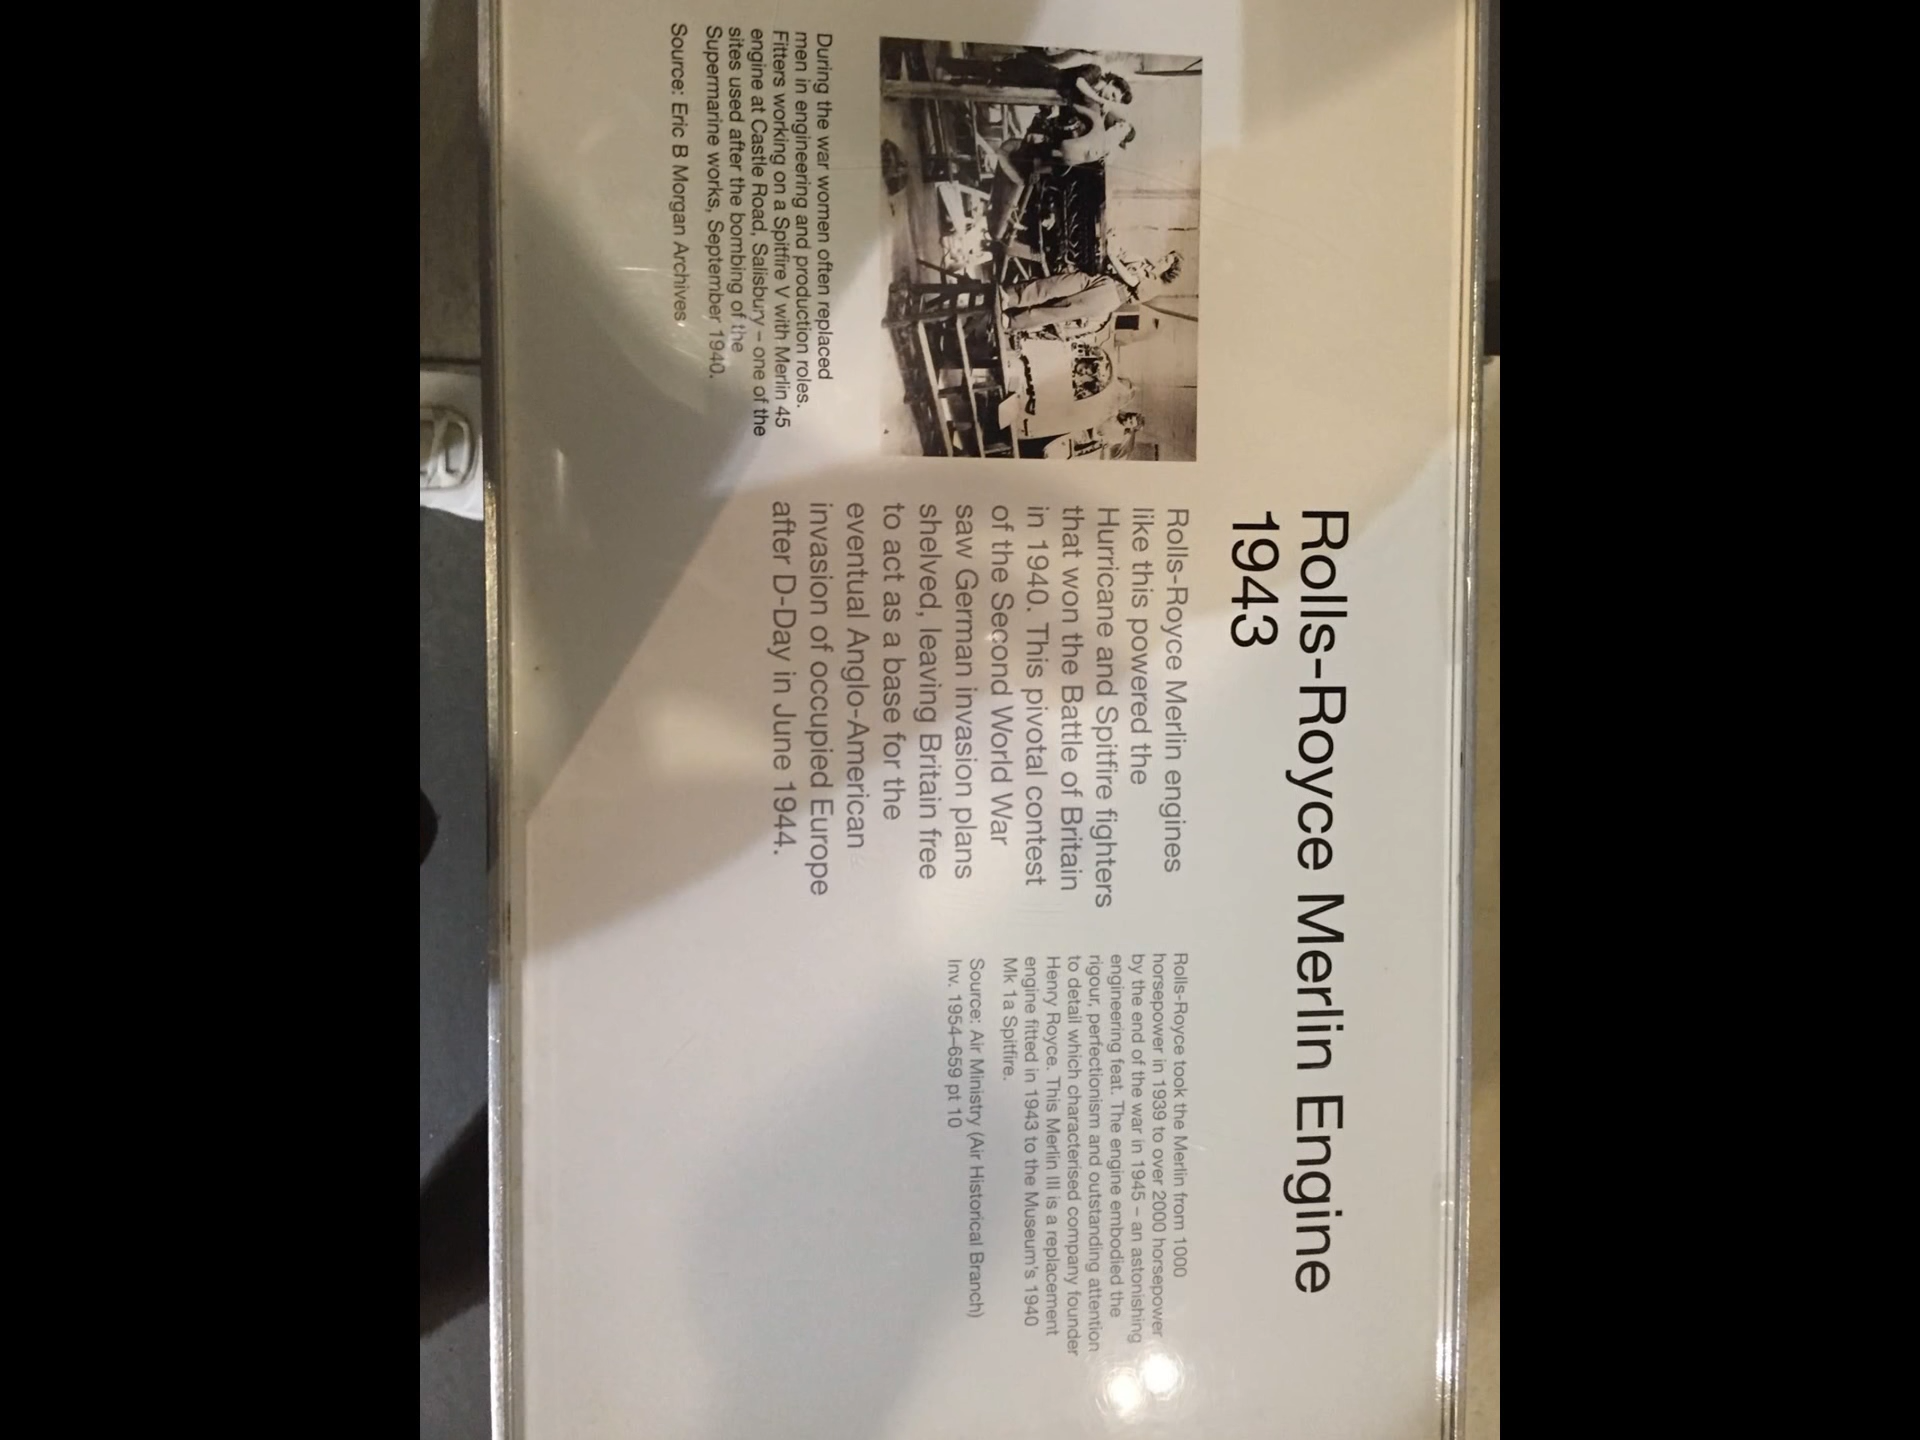 Rolls-Royce Merlin Engine
1943
Rolls-Royce Merlin engines
like this powered the
Hurricane and Spitfire fighters
that won the Battle of Britain
in 1940. This pivotal contest
of the Second World War
saw German invasion plans
shelved, leaving Britain free
to act as a base for the
eventual Anglo-American
invasion of occupied Europe
after D-Day in June 1944.
Rolls-Royce took the Merlin from 1000
horsepower in 1939 to over 2000 horsepower
by the end of the war in 1945 – an astonishing
engineering feat. The engine embodied the
rigour, perfectionism and outstanding attention
to detail which characterised company founder
Henry Royce. This Merlin III is a replacement
engine fitted in 1943 to the Museum's 1940
Mk 1a Spitfire.
Source: Air Ministry (Air Historical Branch)
Inv. 1954–659 pt 10
During the war women often replaced
men in engineering and production roles.
Fitters working on a Spitfire V with Merlin 45
engine at Castle Road, Salisbury – one of the
sites used after the bombing of the
Supermarine works, September 1940.
Source: Eric B Morgan Archives